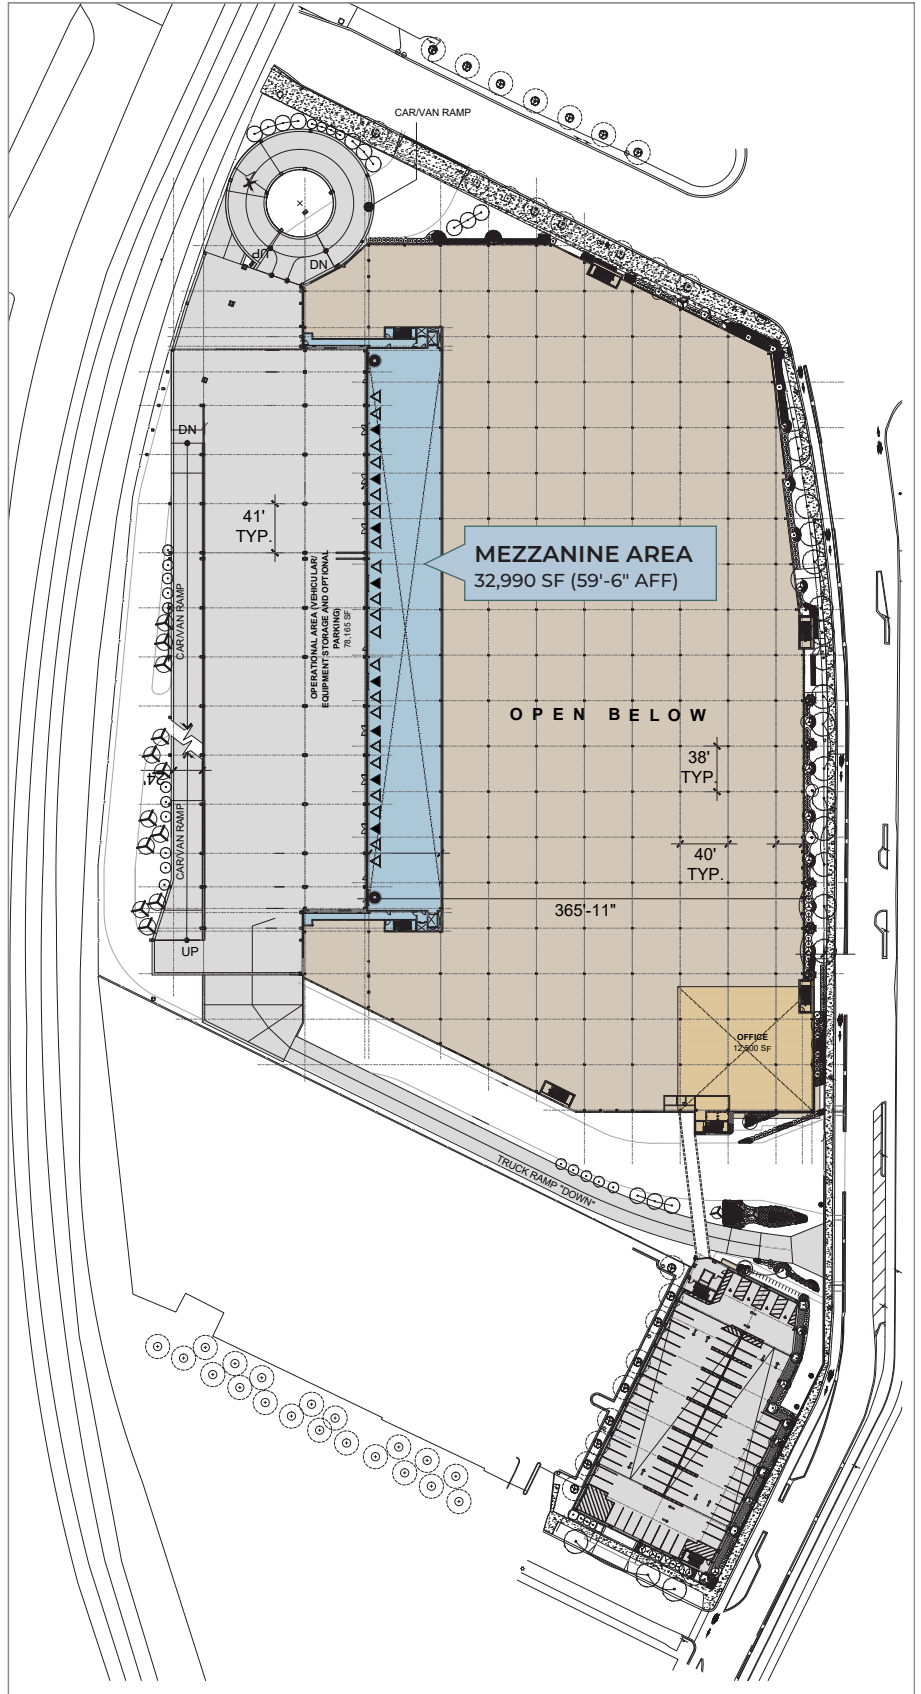 CAR/VAN RAMP
UP
DN
DN
41'
TYP.
MEZZANINE AREA
32,990 SF (59'-6" AFF)
OPERATIONAL AREA (VEHICULAR/
EQUIPMENT STORAGE AND OPTIONAL
PARKING)
78,165 SF
CAR/VAN RAMP
OPEN BELOW
38'
TYP.
24'
CAR/VAN RAMP
40'
TYP.
365'-11"
UP
OFFICE
12,500 SF
TRUCK RAMP "DOWN"